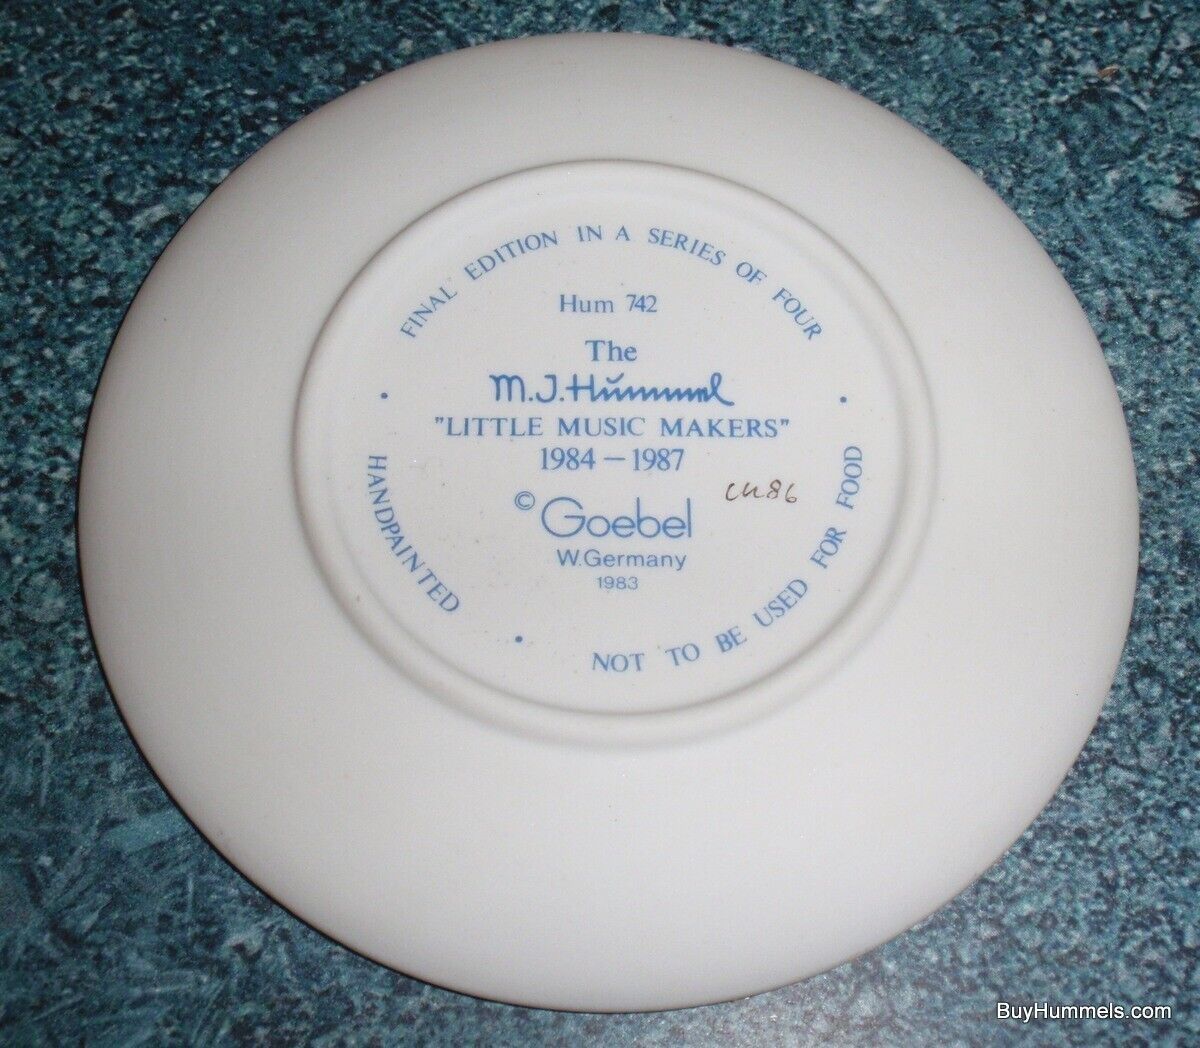 FINAL EDITION IN A SERIES OF FOUR
Hum 742
The
M.J.Hummel
"LITTLE MUSIC MAKERS"
1984 – 1987
© Goebel
W.Germany
1983
HANDPAINTED
NOT TO BE USED FOR FOOD
BuyHummels.com